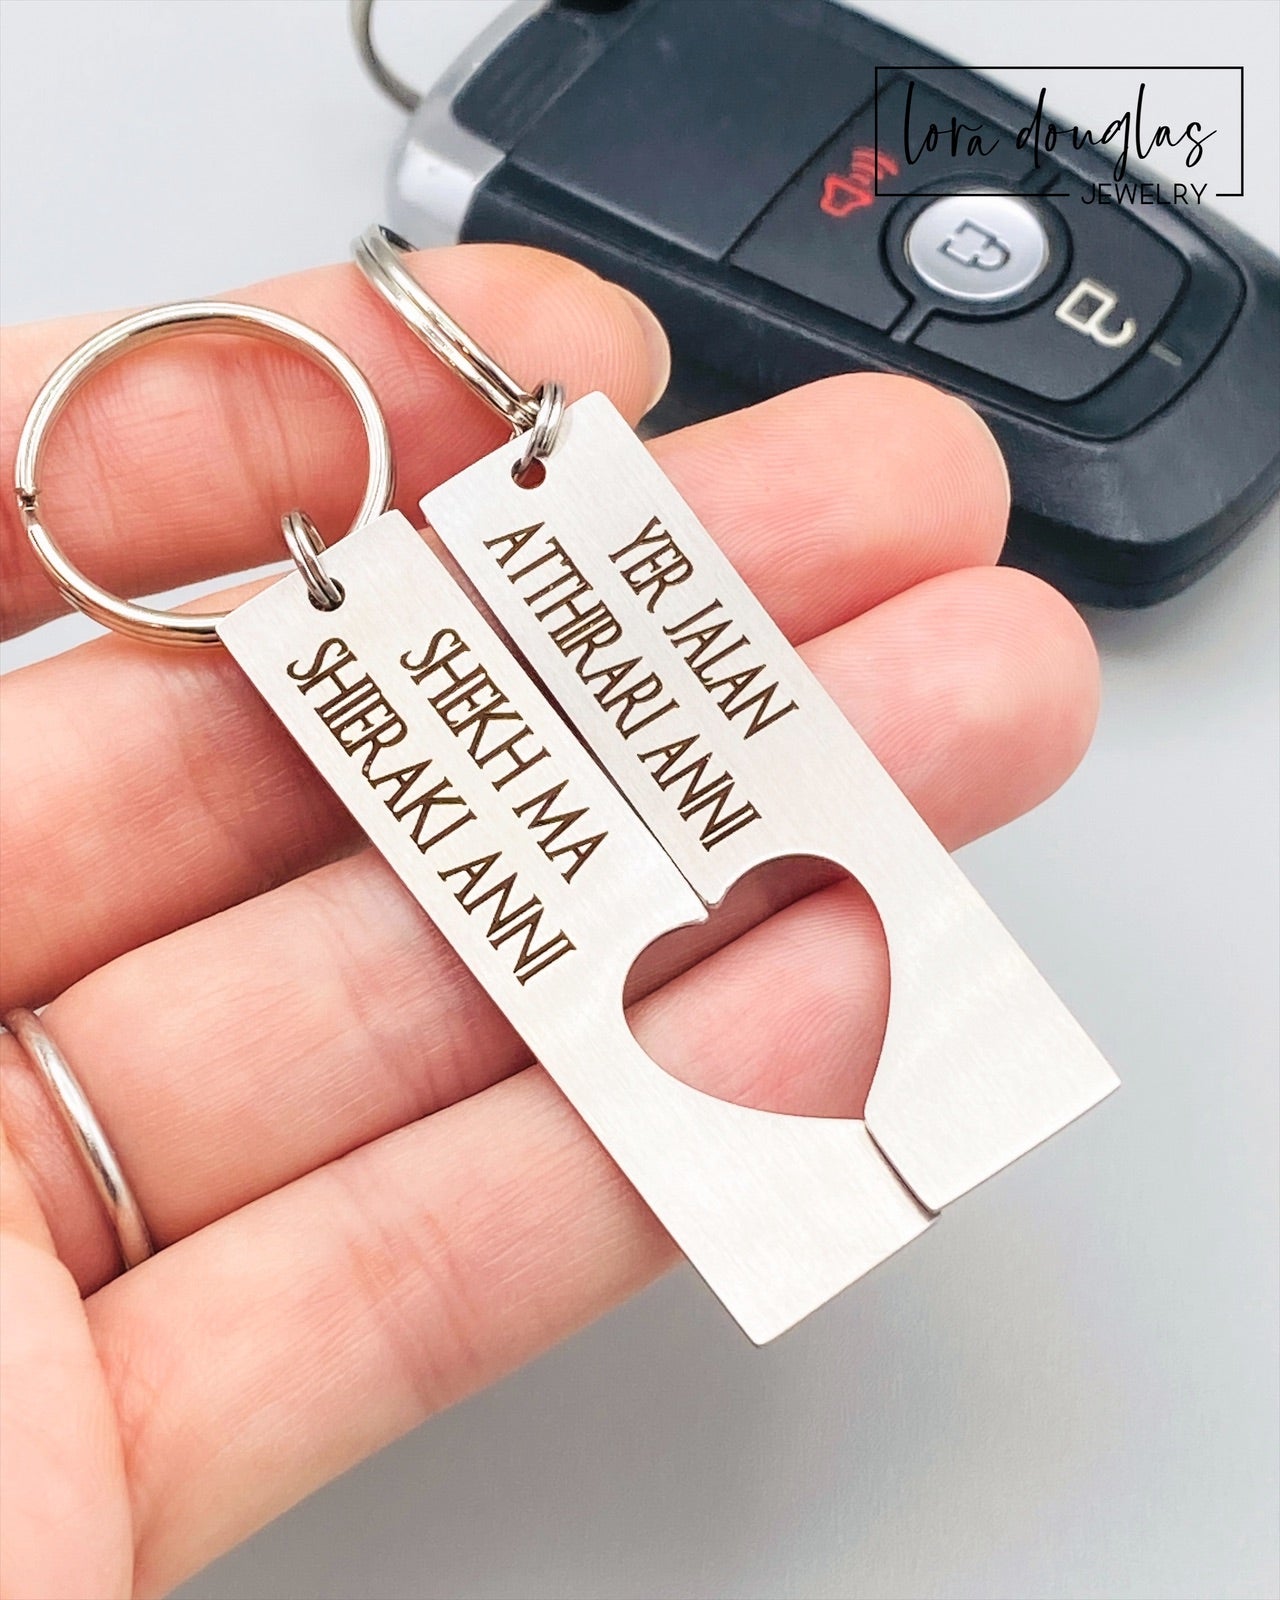 lora douglas
JEWELRY
YER JALAN
ATTHIRARI ANNI
SHEKH MA
SHIERAKI ANNI